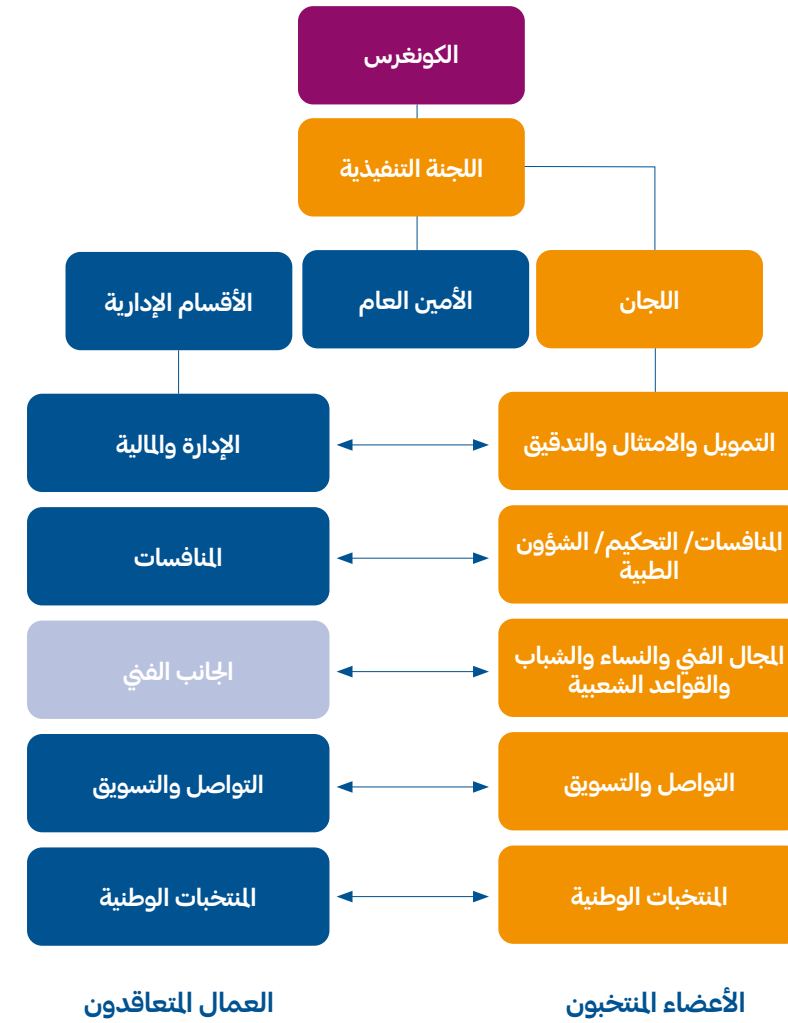 الكونغرس
اللجنة التنفيذية
اللجان
الأمين العام
الأقسام الإدارية
التمويل والامتثال والتدقيق
الإدارة والمالية
المنافسات/ التحكيم/ الشؤون
الطبية
المنافسات
المجال الفني والنساء والشباب
والقواعد الشعبية
الجانب الفني
التواصل والتسويق
التواصل والتسويق
المنتخبات الوطنية
المنتخبات الوطنية
الأعضاء المنتخبون
العمال المتعاقدون